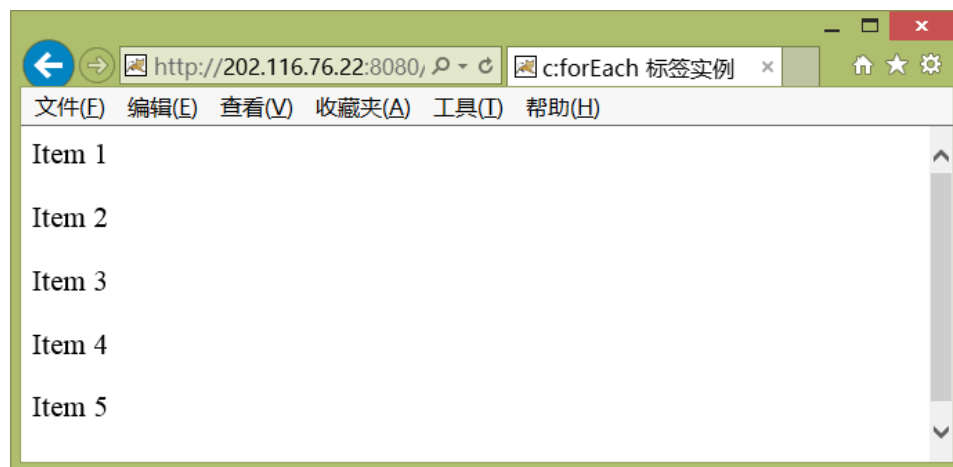 http://202.116.76.22:8080/
c:forEach 标签实例
文件(F) 编辑(E) 查看(V) 收藏夹(A) 工具(T) 帮助(H)
Item 1
Item 2
Item 3
Item 4
Item 5